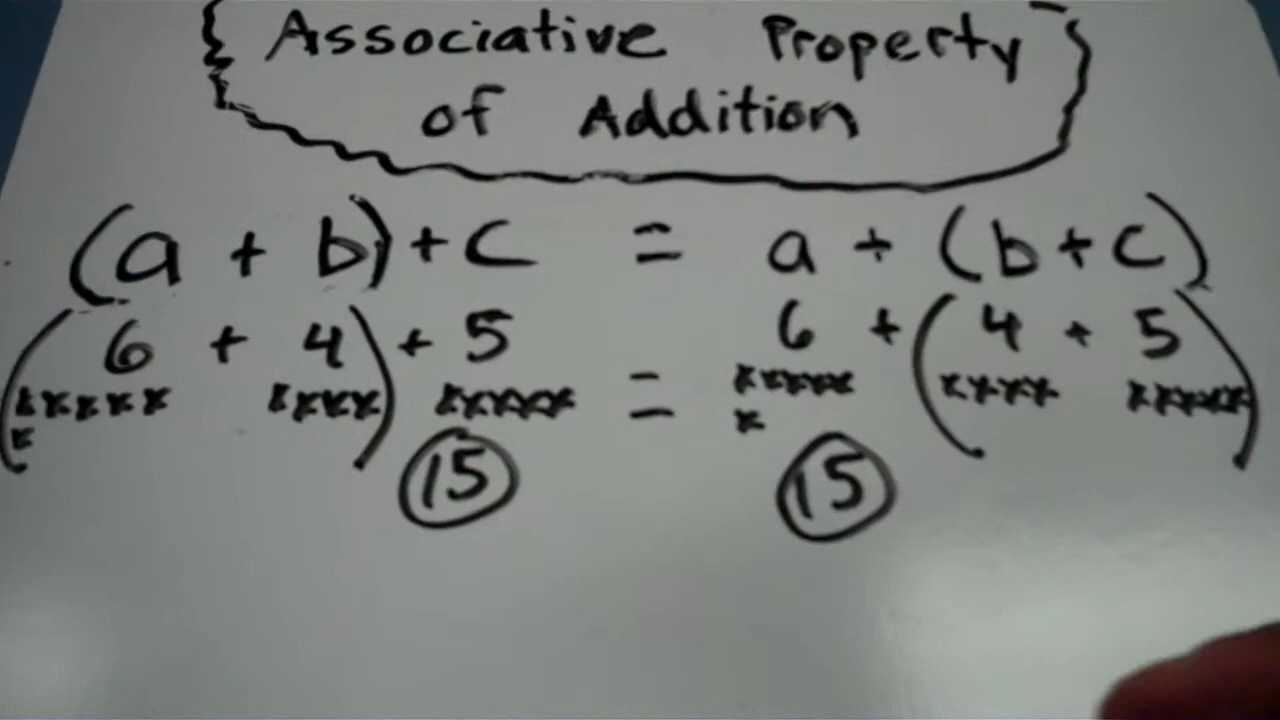 Associative Property
of Addition
(a + b) + c = a + (b + c)
(6 + 4) + 5 = 6 + (4 + 5)
15 15